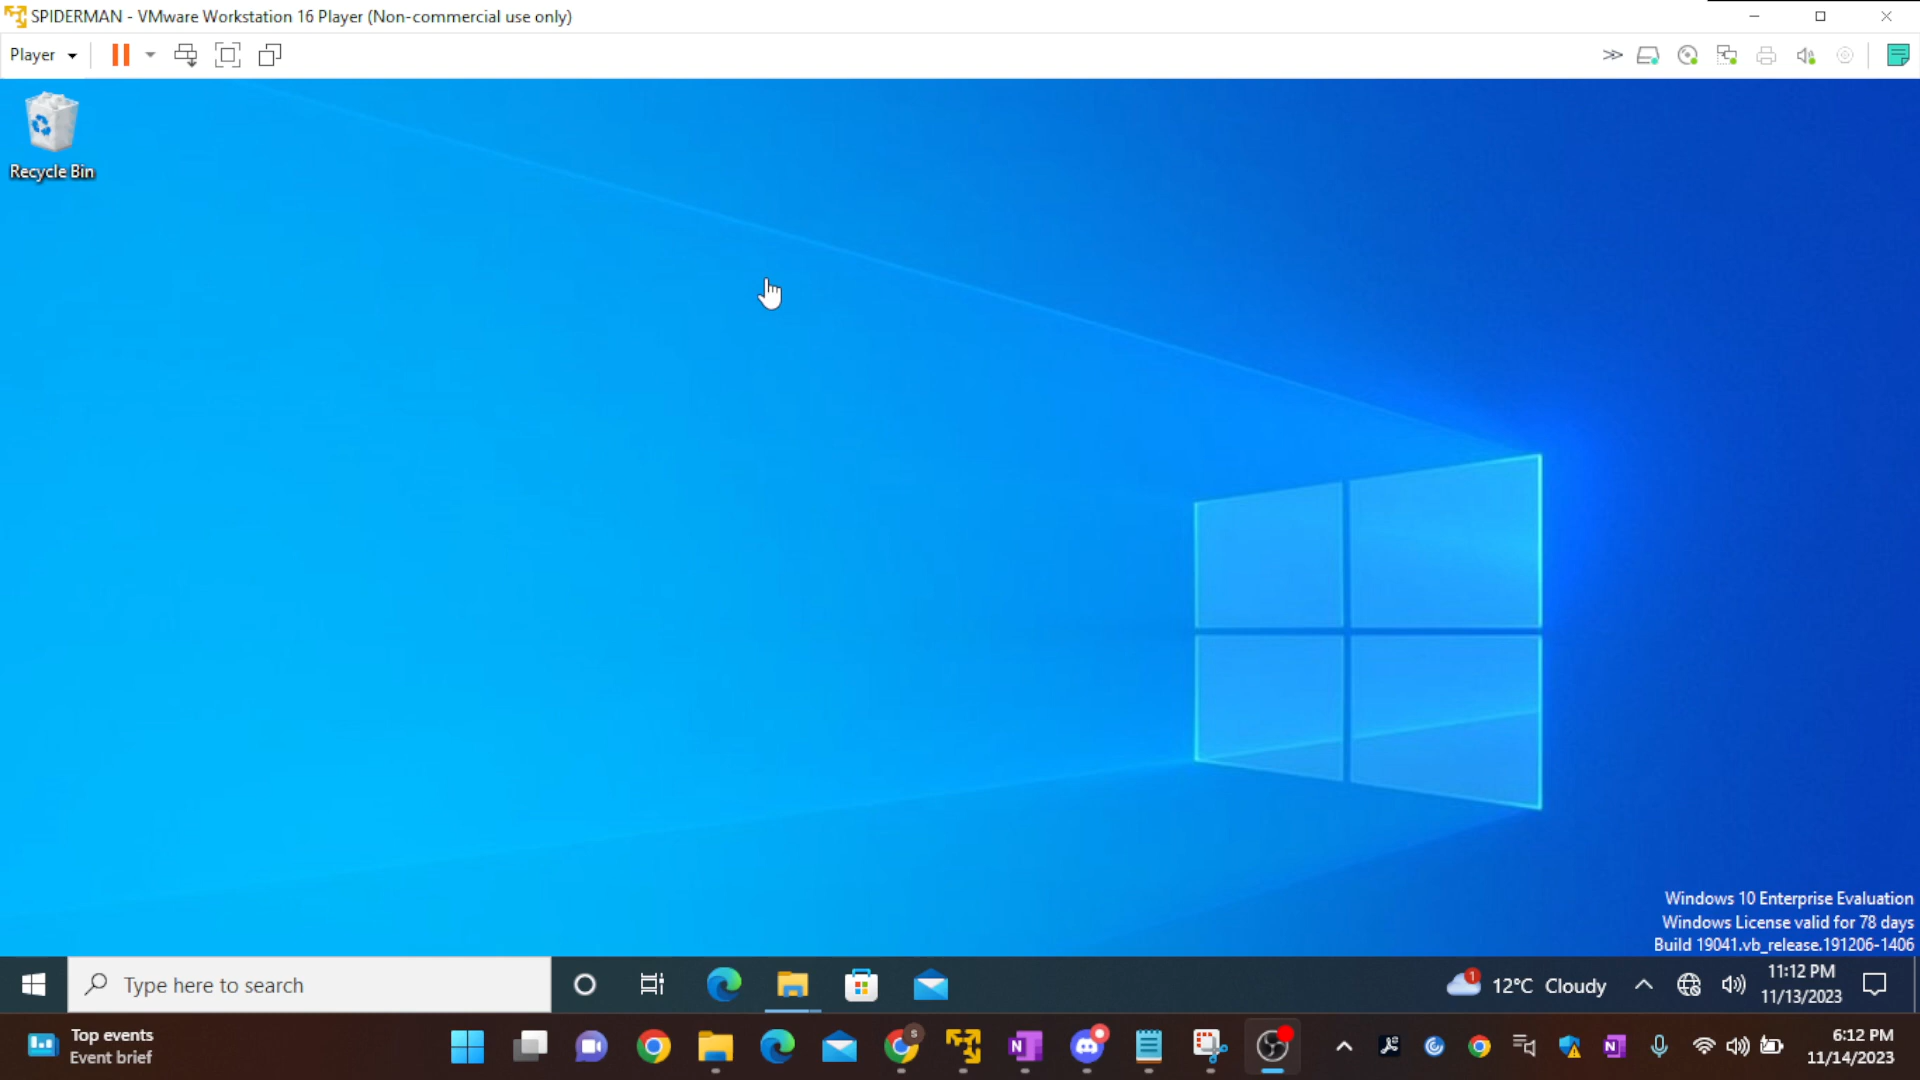 SPIDERMAN - VMware Workstation 16 Player (Non-commercial use only)
Player
Recycle Bin
Windows 10 Enterprise Evaluation
Windows License valid for 78 days
Build 19041.vb_release.191206-1406
Type here to search
1
12°C Cloudy
11:12 PM
11/13/2023
Top events
Event brief
S
N
N
6:12 PM
11/14/2023